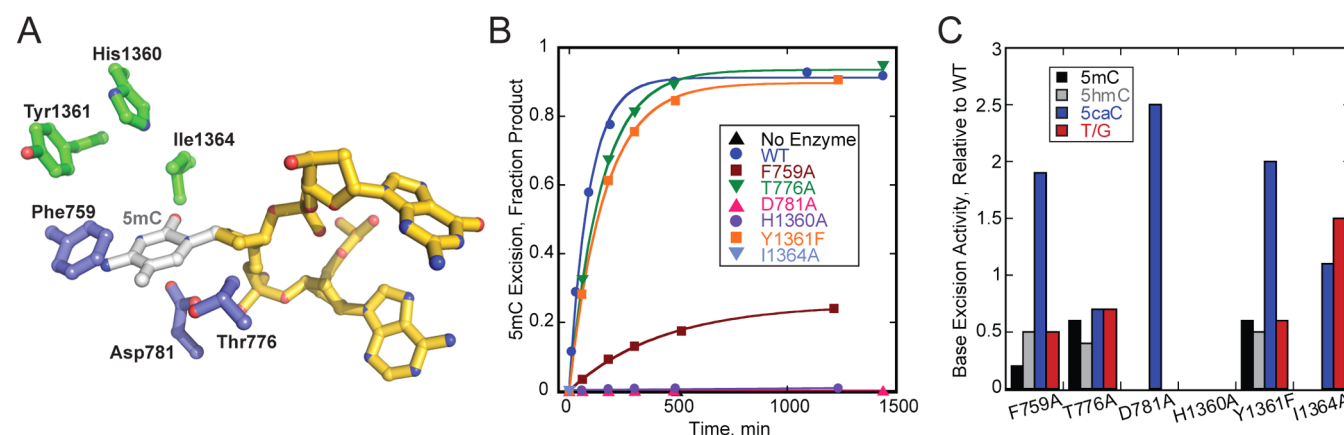 A
His1360
Tyr1361
Ile1364
Phe759
5mC
Asp781
Thr776
B
5mC Excision, Fraction Product
1
0.8
0.6
0.4
0.2
0
0
500
1000
1500
Time, min
No Enzyme
WT
F759A
T776A
D781A
H1360A
Y1361F
I1364A
C
Base Excision Activity, Relative to WT
3
2.5
2
1.5
1
0.5
0
5mC
5hmC
5caC
T/G
F759A
T776A
D781A
H1360A
Y1361F
I1364A